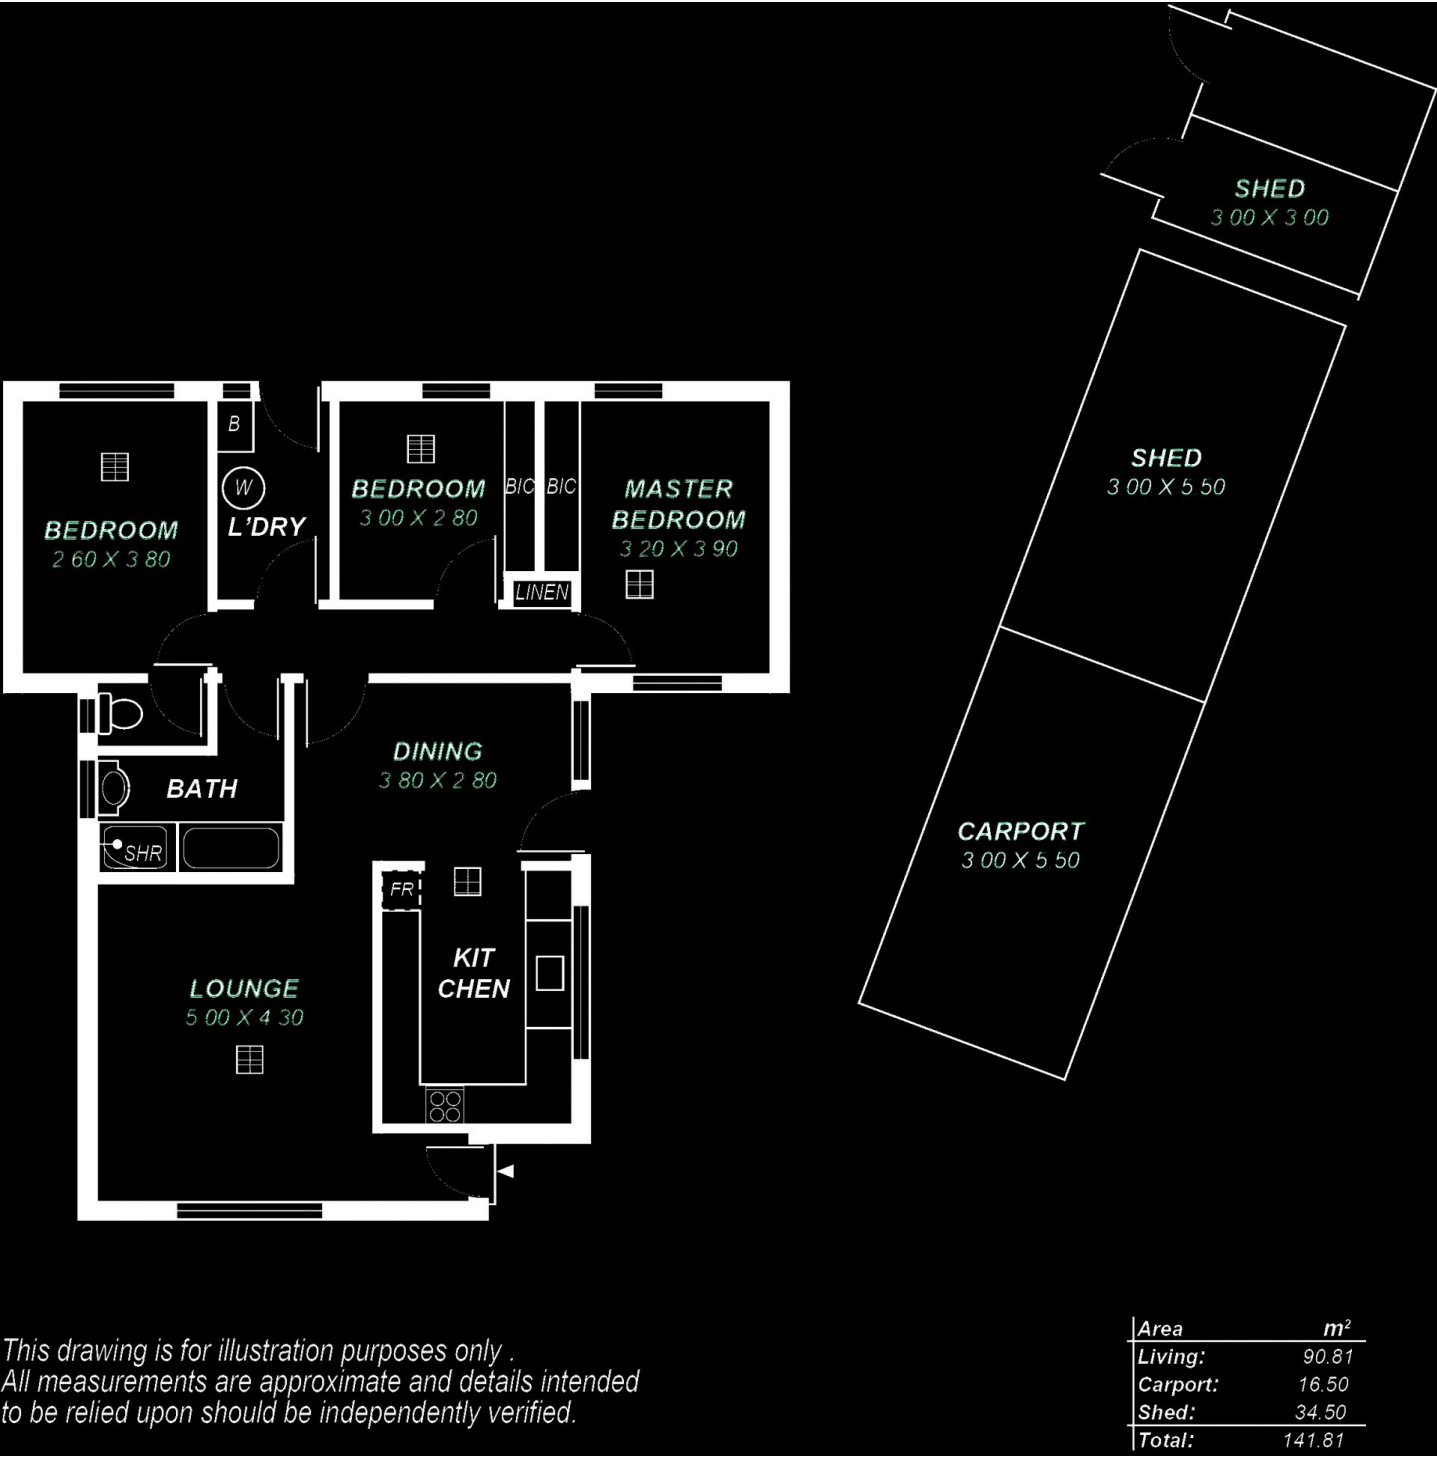 SHED
3 00 X 3 00
SHED
3 00 X 5 50
CARPORT
3 00 X 5 50
BEDROOM
2 60 X 3 80
B
W
L'DRY
BEDROOM
3 00 X 2 80
BIC
BIC
LINEN
MASTER
BEDROOM
3 20 X 3 90
DINING
3 80 X 2 80
BATH
SHR
FR
KIT
CHEN
LOUNGE
5 00 X 4 30
This drawing is for illustration purposes only .
All measurements are approximate and details intended
to be relied upon should be independently verified.
Area m²
Living: 90.81
Carport: 16.50
Shed: 34.50
Total: 141.81